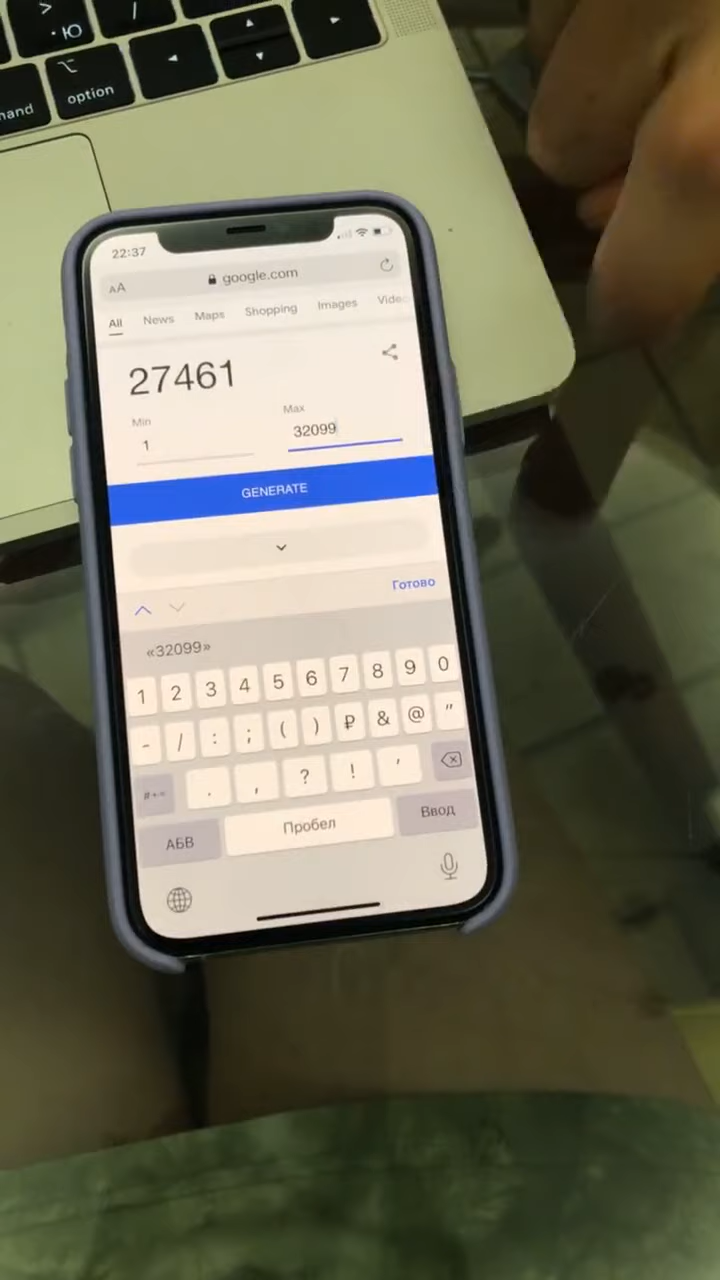 > . Ю /
◂ ▴ ▾ ▸
⌥
option
22:37
AA google.com
All News Maps Shopping Images
27461
Min Max
1 32099
GENERATE
Готово
«32099»
1 2 3 4 5 6 7 8 9 0
- / : ; ( ) ₽ & @ "
#+= . , ? ! '
АБВ Пробел Ввод